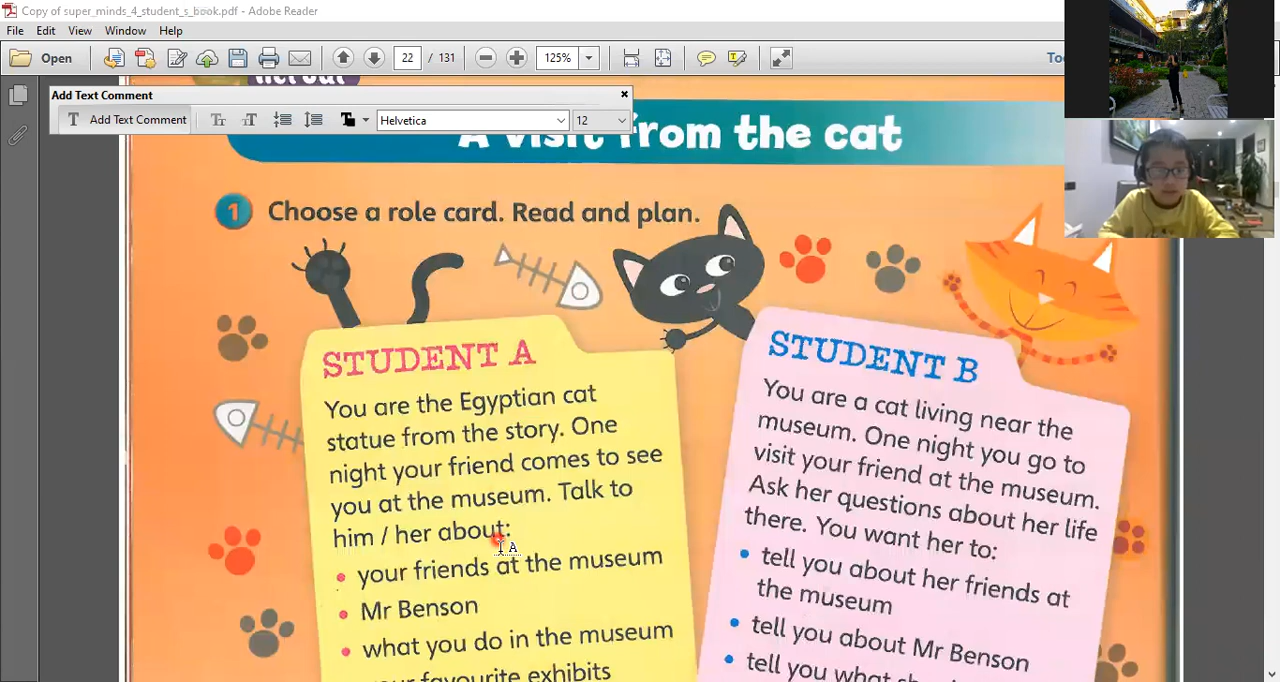 Copy of super_minds_4_student_s_book.pdf - Adobe Reader
File Edit View Window Help
Open 22 / 131 125%
Add Text Comment
Add Text Comment Helvetica 12
A visit from the cat
1 Choose a role card. Read and plan.
STUDENT A
You are the Egyptian cat
statue from the story. One
night your friend comes to see
you at the museum. Talk to
him / her about:
your friends at the museum
Mr Benson
what you do in the museum
favourite exhibits
STUDENT B
You are a cat living near the
museum. One night you go to
visit your friend at the museum.
Ask her questions about her life
there. You want her to:
tell you about her friends at
the museum
tell you about Mr Benson
tell you what